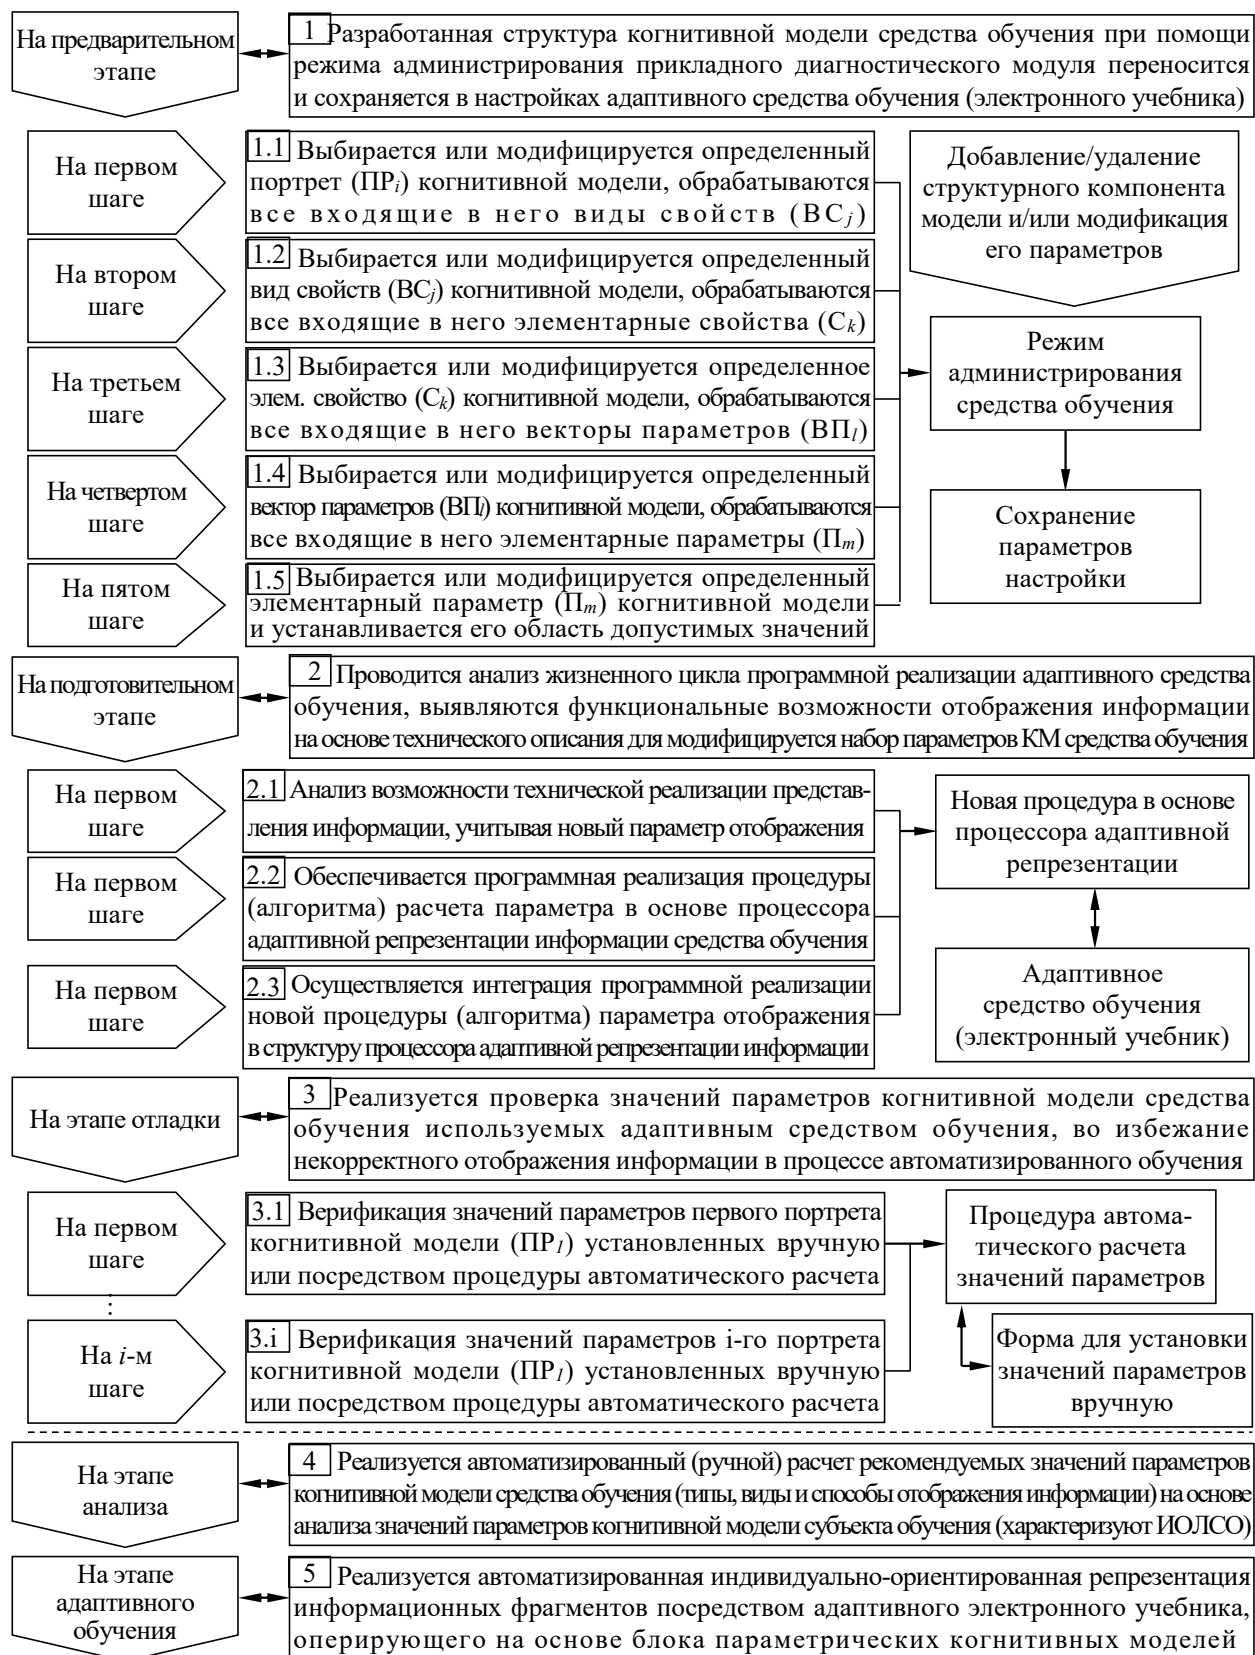 На предварительном
этапе
1 Разработанная структура когнитивной модели средства обучения при помощи
режима администрирования прикладного диагностического модуля переносится
и сохраняется в настройках адаптивного средства обучения (электронного учебника)
На первом
шаге
1.1 Выбирается или модифицируется определенный
портрет (ПРi) когнитивной модели, обрабатываются
все входящие в него виды свойств (ВСj)
Добавление/удаление
структурного компонента
модели и/или модификация
его параметров
На втором
шаге
1.2 Выбирается или модифицируется определенный
вид свойств (ВСj) когнитивной модели, обрабатываются
все входящие в него элементарные свойства (Сk)
Режим
администрирования
средства обучения
На третьем
шаге
1.3 Выбирается или модифицируется определенное
элем. свойство (Сk) когнитивной модели, обрабатываются
все входящие в него векторы параметров (ВПl)
На четвертом
шаге
1.4 Выбирается или модифицируется определенный
вектор параметров (ВПl) когнитивной модели, обрабатываются
все входящие в него элементарные параметры (Пm)
Сохранение
параметров
настройки
На пятом
шаге
1.5 Выбирается или модифицируется определенный
элементарный параметр (Пm) когнитивной модели
и устанавливается его область допустимых значений
На подготовительном
этапе
2 Проводится анализ жизненного цикла программной реализации адаптивного средства
обучения, выявляются функциональные возможности отображения информации
на основе технического описания для модифицируется набор параметров КМ средства обучения
На первом
шаге
2.1 Анализ возможности технической реализации представ-
ления информации, учитывая новый параметр отображения
Новая процедура в основе
процессора адаптивной
репрезентации
На первом
шаге
2.2 Обеспечивается программная реализация процедуры
(алгоритма) расчета параметра в основе процессора
адаптивной репрезентации информации средства обучения
На первом
шаге
2.3 Осуществляется интеграция программной реализации
новой процедуры (алгоритма) параметра отображения
в структуру процессора адаптивной репрезентации информации
Адаптивное
средство обучения
(электронный учебник)
На этапе отладки
3 Реализуется проверка значений параметров когнитивной модели средства
обучения используемых адаптивным средством обучения, во избежание
некорректного отображения информации в процессе автоматизированного обучения
На первом
шаге
3.1 Верификация значений параметров первого портрета
когнитивной модели (ПР1) установленных вручную
или посредством процедуры автоматического расчета
Процедура автома-
тического расчета
значений параметров
⋮
На i-м
шаге
3.i Верификация значений параметров i-го портрета
когнитивной модели (ПР1) установленных вручную
или посредством процедуры автоматического расчета
Форма для установки
значений параметров
вручную
На этапе
анализа
4 Реализуется автоматизированный (ручной) расчет рекомендуемых значений параметров
когнитивной модели средства обучения (типы, виды и способы отображения информации) на основе
анализа значений параметров когнитивной модели субъекта обучения (характеризуют ИОЛСО)
На этапе
адаптивного
обучения
5 Реализуется автоматизированная индивидуально-ориентированная репрезентация
информационных фрагментов посредством адаптивного электронного учебника,
оперирующего на основе блока параметрических когнитивных моделей